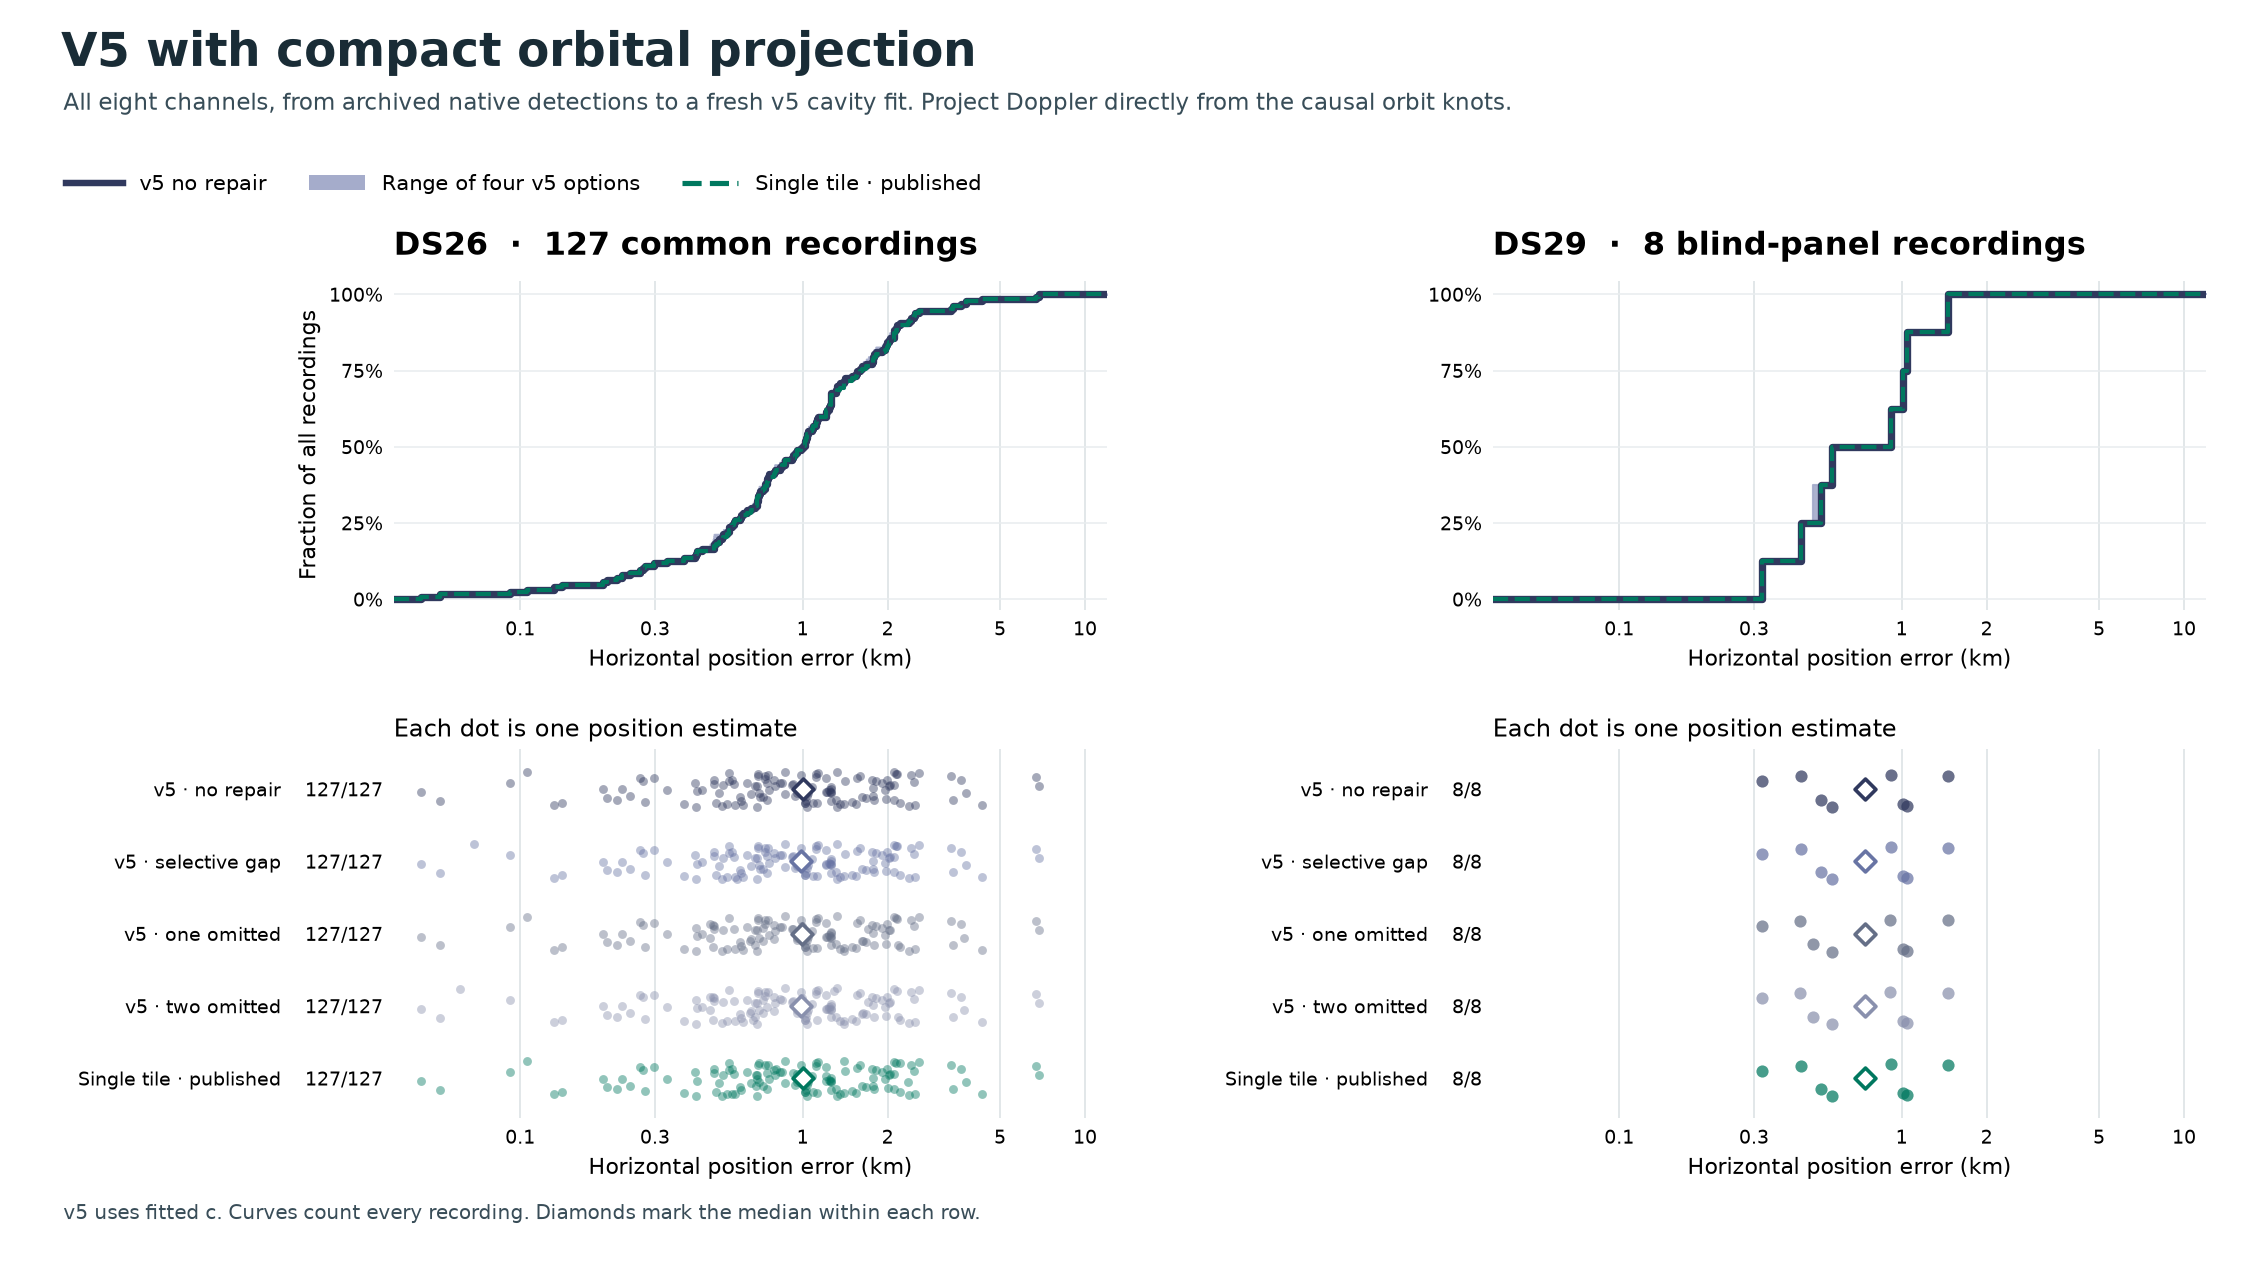 V5 with compact orbital projection
All eight channels, from archived native detections to a fresh v5 cavity fit. Project Doppler directly from the causal orbit knots.
v5 no repair
Range of four v5 options
Single tile · published
DS26 · 127 common recordings
100%
75%
50%
25%
0%
Fraction of all recordings
0.1 0.3 1 2 5 10
Horizontal position error (km)
DS29 · 8 blind-panel recordings
100%
75%
50%
25%
0%
0.1 0.3 1 2 5 10
Horizontal position error (km)
Each dot is one position estimate
v5 · no repair 127/127
v5 · selective gap 127/127
v5 · one omitted 127/127
v5 · two omitted 127/127
Single tile · published 127/127
0.1 0.3 1 2 5 10
Horizontal position error (km)
Each dot is one position estimate
v5 · no repair 8/8
v5 · selective gap 8/8
v5 · one omitted 8/8
v5 · two omitted 8/8
Single tile · published 8/8
0.1 0.3 1 2 5 10
Horizontal position error (km)
v5 uses fitted c. Curves count every recording. Diamonds mark the median within each row.